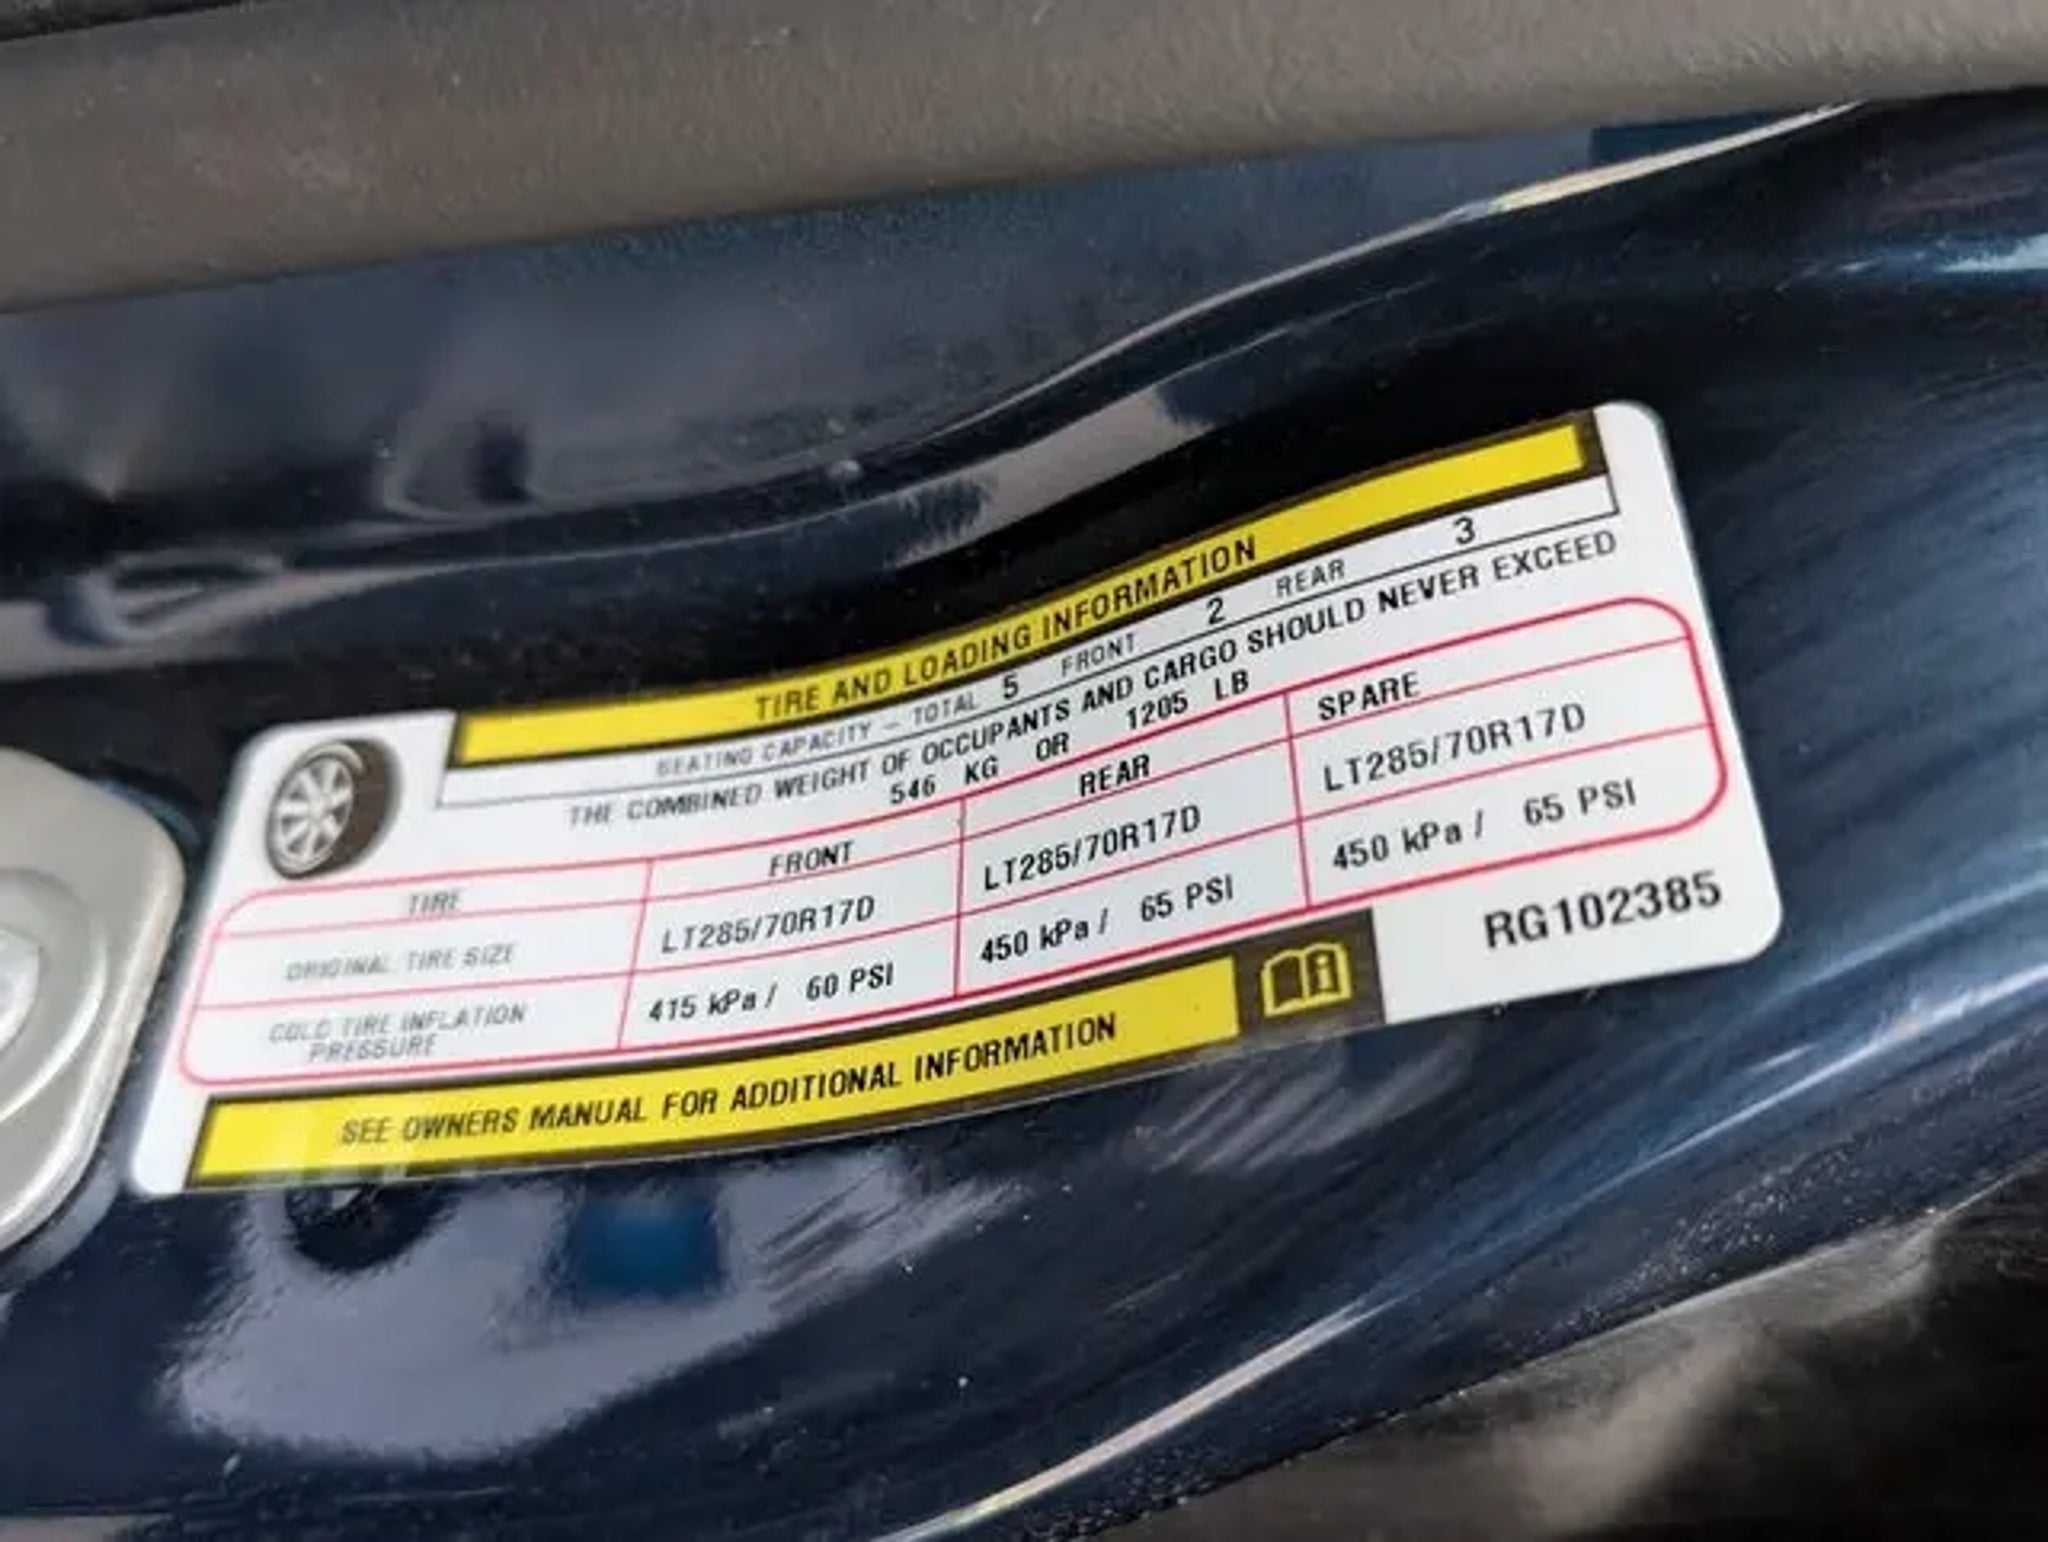 TIRE AND LOADING INFORMATION
SEATING CAPACITY - TOTAL 5 FRONT 2 REAR 3
THE COMBINED WEIGHT OF OCCUPANTS AND CARGO SHOULD NEVER EXCEED
546 KG OR 1205 LB
TIRE FRONT REAR SPARE
ORIGINAL TIRE SIZE LT285/70R17D LT285/70R17D LT285/70R17D
COLD TIRE INFLATION 415 kPa / 60 PSI 450 kPa / 65 PSI 450 kPa / 65 PSI
PRESSURE
SEE OWNERS MANUAL FOR ADDITIONAL INFORMATION
RG102385